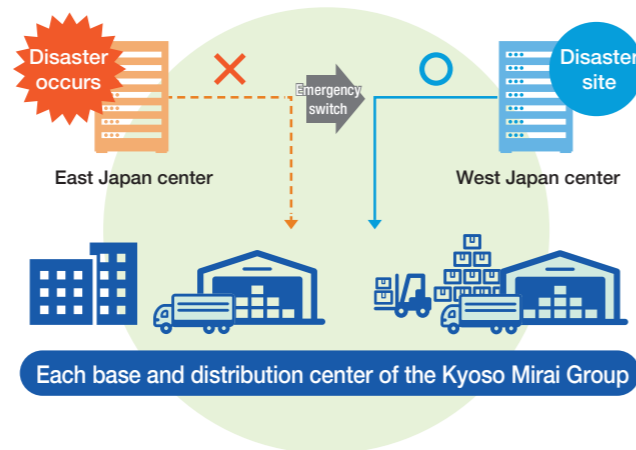 Disaster
occurs
Emergency
switch
Disaster
site
East Japan center
West Japan center
Each base and distribution center of the Kyoso Mirai Group